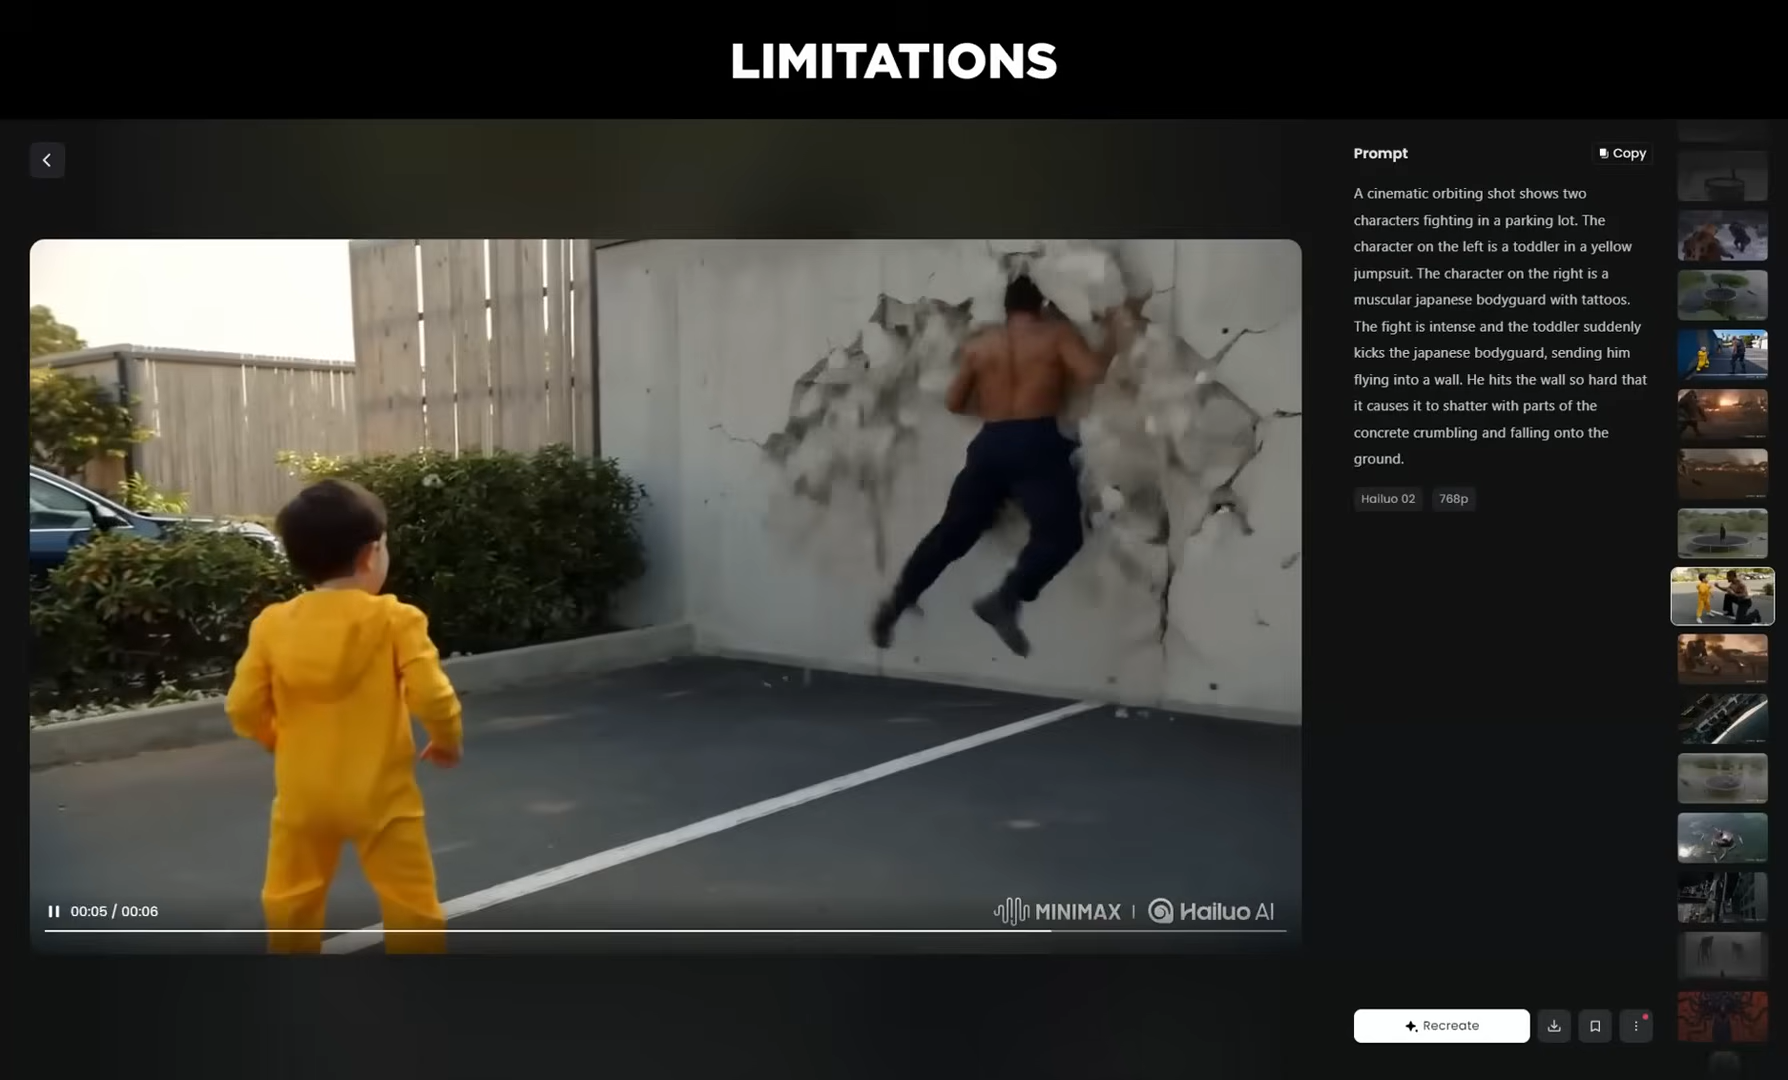 LIMITATIONS
Prompt
Copy
A cinematic orbiting shot shows two
characters fighting in a parking lot. The
character on the left is a toddler in a yellow
jumpsuit. The character on the right is a
muscular japanese bodyguard with tattoos.
The fight is intense and the toddler suddenly
kicks the japanese bodyguard, sending him
flying into a wall. He hits the wall so hard that
it causes it to shatter with parts of the
concrete crumbling and falling onto the
ground.
Hailuo 02 768p
00:05 / 00:06
MINIMAX | Hailuo AI
Recreate